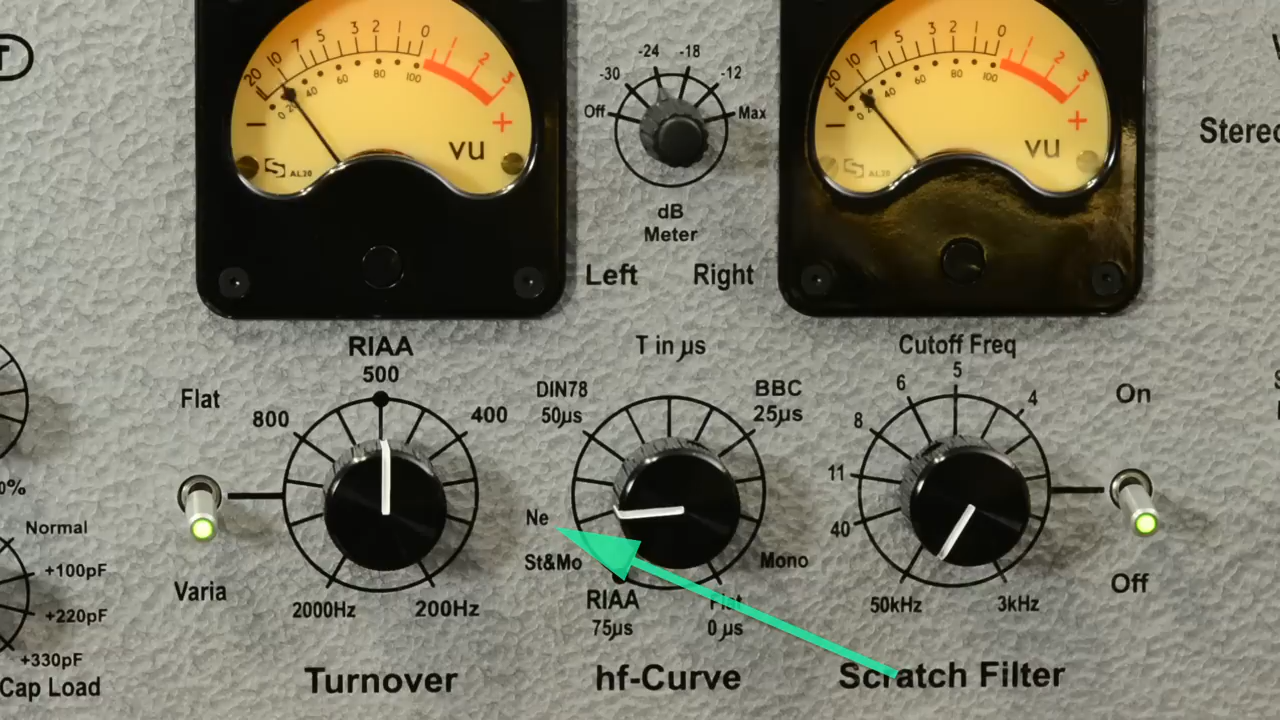 T
20 10 7 5 3 2 1 0 1 2 3
0 20 40 60 80 100
− +
VU
AL20
-24 -18
-30 -12
Off Max
dB
Meter
Left Right
20 10 7 5 3 2 1 0 1 2 3
0 40 60 80 100
− +
VU
AL20
Stereo
RIAA
500
Flat
800 400
Varia
2000Hz 200Hz
Turnover
T in µs
DIN78
50µs
BBC
25µs
Ne
St&Mo
Mono
RIAA
75µs
Flat
0 µs
hf-Curve
Cutoff Freq
5
6 4
8
11
40
50kHz 3kHz
Scratch Filter
On
Off
0%
Normal
+100pF
+220pF
+330pF
Cap Load